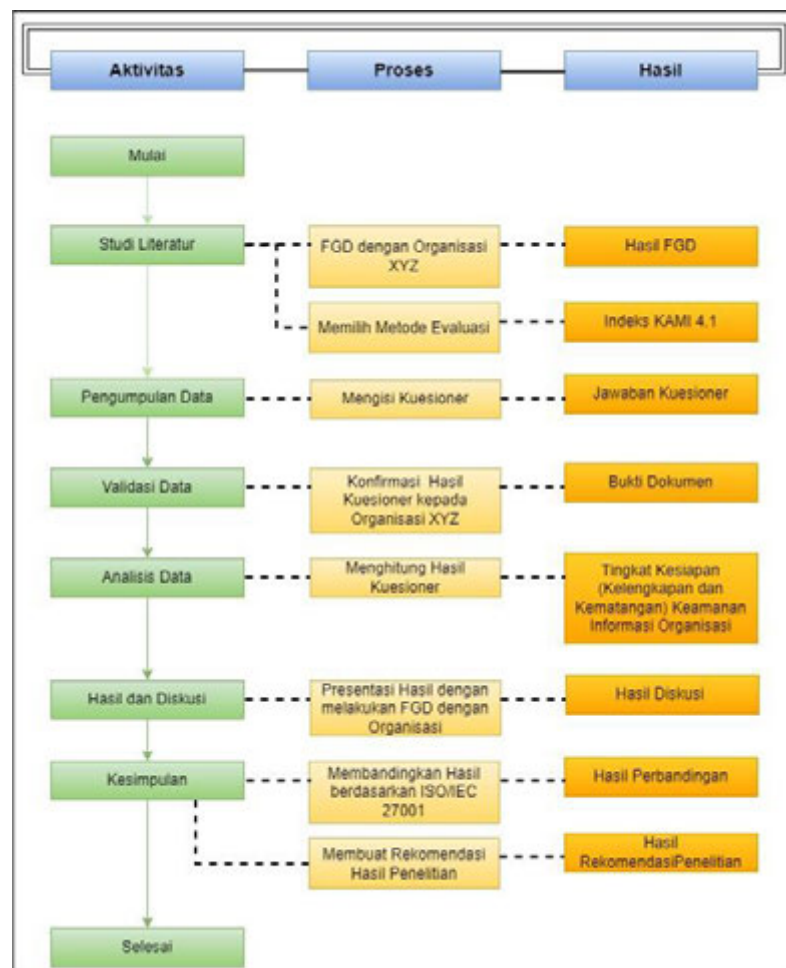 Aktivitas
Proses
Hasil
Mulai
Studi Literatur
FGD dengan Organisasi
XYZ
Hasil FGD
Memilih Metode Evaluasi
Indeks KAMI 4.1
Pengumpulan Data
Mengisi Kuesioner
Jawaban Kuesioner
Validasi Data
Konfirmasi Hasil
Kuesioner kepada
Organisasi XYZ
Bukti Dokumen
Analisis Data
Menghitung Hasil
Kuesioner
Tingkat Kesiapan
(Kelengkapan dan
Kematangan) Keamanan
Informasi Organisasi
Hasil dan Diskusi
Presentasi Hasil dengan
melakukan FGD dengan
Organisasi
Hasil Diskusi
Kesimpulan
Membandingkan Hasil
berdasarkan ISO/IEC
27001
Hasil Perbandingan
Membuat Rekomendasi
Hasil Penelitian
Hasil
RekomendasiPenelitian
Selesai